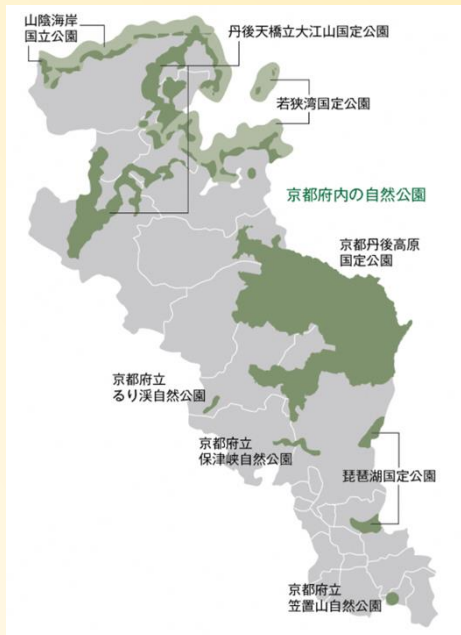 山陰海岸
国立公園
丹後天橋立大江山国定公園
若狭湾国定公園
京都府内の自然公園
京都丹後高原
国定公園
京都府立
るり渓自然公園
京都府立
保津峡自然公園
琵琶湖国定公園
京都府立
笠置山自然公園